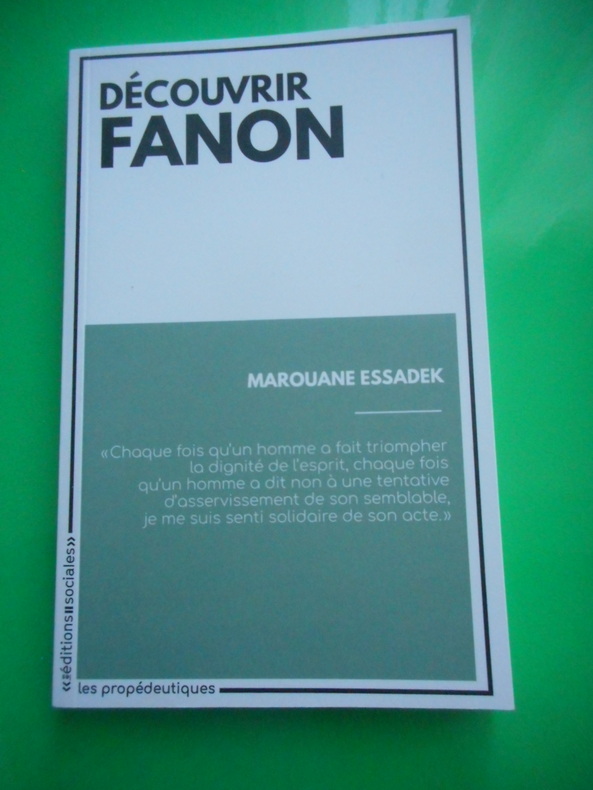 DÉCOUVRIR
FANON
MAROUANE ESSADEK
«Chaque fois qu'un homme a fait triompher
la dignité de l'esprit, chaque fois
qu'un homme a dit non à une tentative
d'asservissement de son semblable,
je me suis senti solidaire de son acte.»
«les éditions sociales»
les propédeutiques